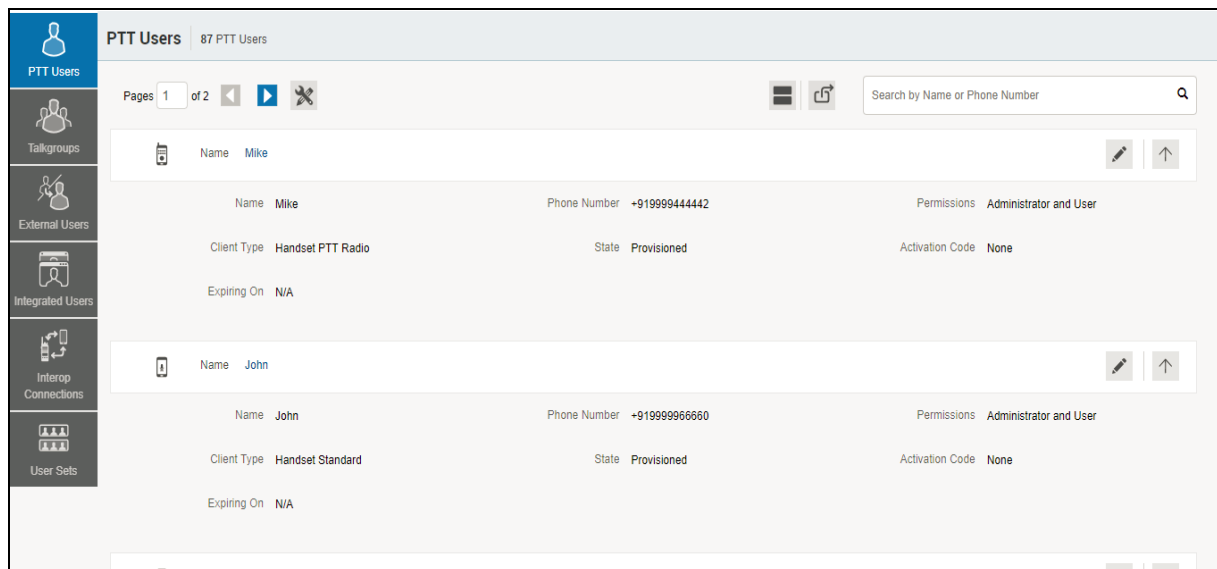 PTT Users
Talkgroups
External Users
Integrated Users
Interop
Connections
User Sets
PTT Users 87 PTT Users
Pages 1 of 2 Search by Name or Phone Number
Name Mike
Name Mike Phone Number +919999444442 Permissions Administrator and User
Client Type Handset PTT Radio State Provisioned Activation Code None
Expiring On N/A
Name John
Name John Phone Number +919999966660 Permissions Administrator and User
Client Type Handset Standard State Provisioned Activation Code None
Expiring On N/A